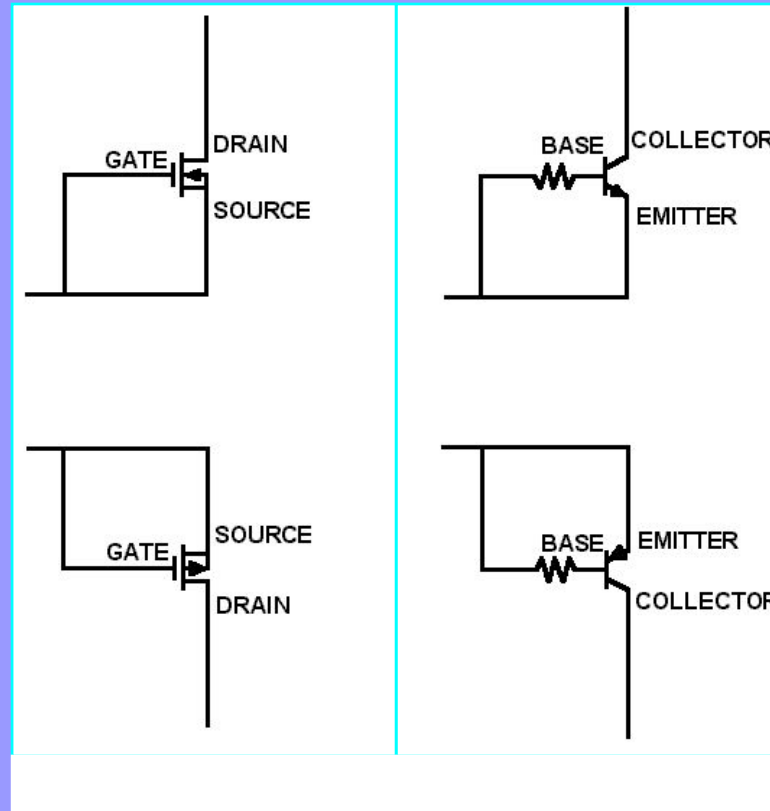 DRAIN
GATE
SOURCE
BASE
COLLECTOR
EMITTER
SOURCE
GATE
DRAIN
EMITTER
BASE
COLLECTOR